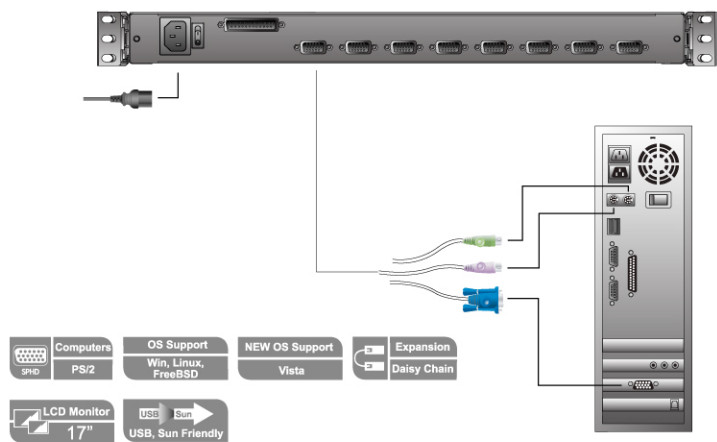 Computers
SPHD
PS/2
OS Support
Win, Linux,
FreeBSD
NEW OS Support
Vista
Expansion
Daisy Chain
LCD Monitor
17”
USB
Sun
USB, Sun Friendly